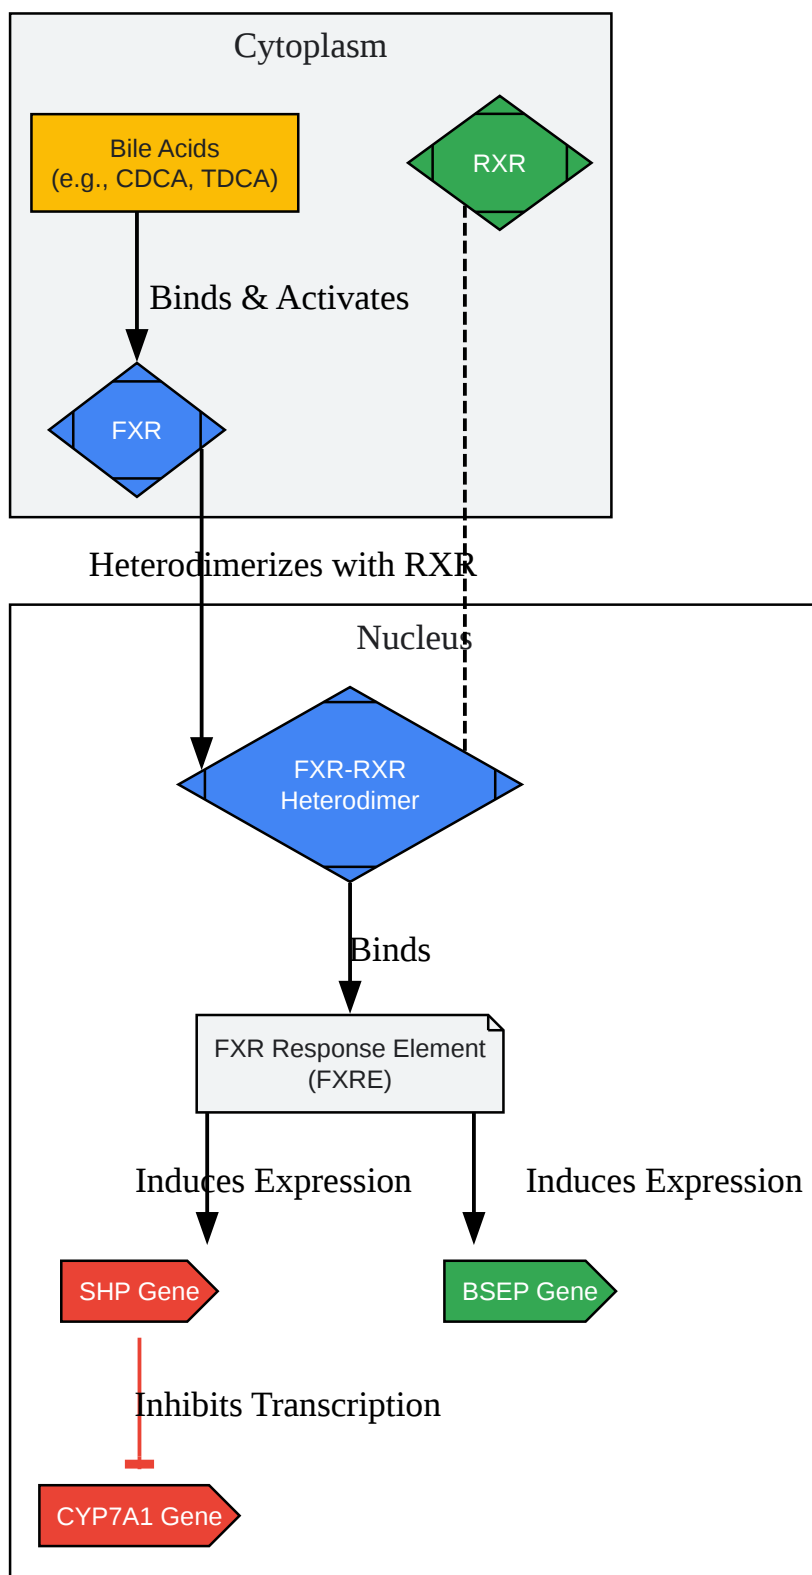 Cytoplasm
Bile Acids
(e.g., CDCA, TDCA)
RXR
Binds & Activates
FXR
Heterodimerizes with RXR
Nucleus
FXR-RXR
Heterodimer
Binds
FXR Response Element
(FXRE)
Induces Expression
Induces Expression
SHP Gene
BSEP Gene
Inhibits Transcription
CYP7A1 Gene